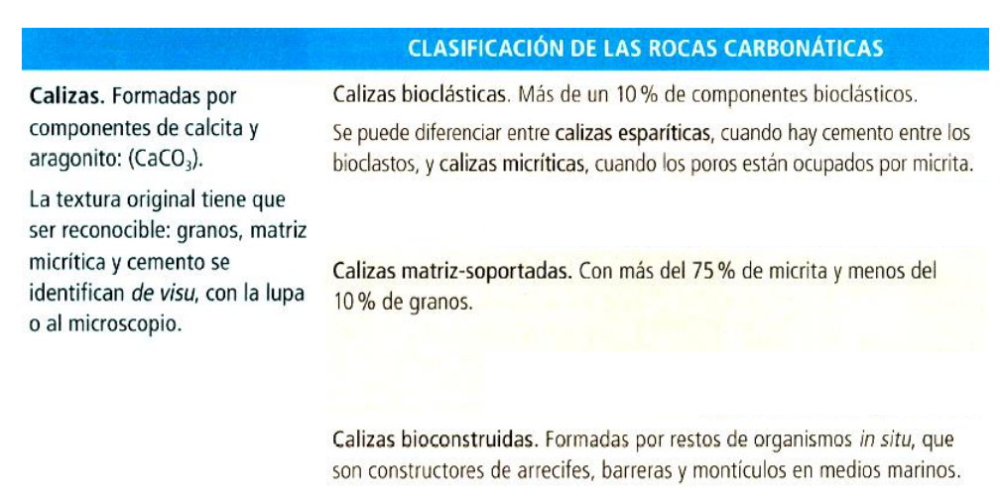 CLASIFICACIÓN DE LAS ROCAS CARBONÁTICAS
Calizas. Formadas por
componentes de calcita y
aragonito: (CaCO₃).
La textura original tiene que
ser reconocible: granos, matriz
micrítica y cemento se
identifican de visu, con la lupa
o al microscopio.
Calizas bioclásticas. Más de un 10 % de componentes bioclásticos.
Se puede diferenciar entre calizas esparíticas, cuando hay cemento entre los
bioclastos, y calizas micríticas, cuando los poros están ocupados por micrita.
Calizas matriz-soportadas. Con más del 75 % de micrita y menos del
10 % de granos.
Calizas bioconstruidas. Formadas por restos de organismos in situ, que
son constructores de arrecifes, barreras y montículos en medios marinos.